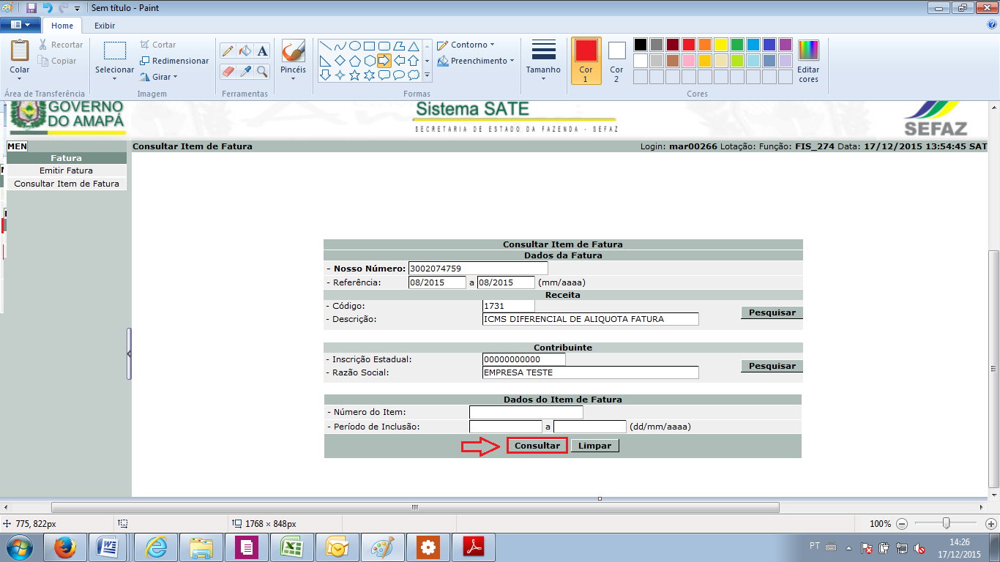 Sem título - Paint
Home Exibir
Colar
Recortar
Copiar
Área de Transferência
Selecionar
Cortar
Redimensionar
Girar
Imagem
A
Ferramentas
Pincéis
Contorno
Preenchimento
Formas
Tamanho
Cor 1
Cor 2
Editar cores
Cores
GOVERNO DO AMAPÁ
Sistema SATE
SECRETARIA DE ESTADO DA FAZENDA - SEFAZ
SEFAZ
MEN
Consultar Item de Fatura
Login: mar00266 Lotação: Função: FIS_274 Data: 17/12/2015 13:54:45 SAT
Fatura
Emitir Fatura
Consultar Item de Fatura
Consultar Item de Fatura
Dados da Fatura
- Nosso Número: 3002074759
- Referência: 08/2015 a 08/2015 (mm/aaaa)
Receita
- Código: 1731
- Descrição: ICMS DIFERENCIAL DE ALIQUOTA FATURA
Pesquisar
Contribuinte
- Inscrição Estadual: 00000000000
- Razão Social: EMPRESA TESTE
Pesquisar
Dados do Item de Fatura
- Número do Item:
- Período de Inclusão: a (dd/mm/aaaa)
Consultar Limpar
775, 822px
1768 × 848px
100%
PT
14:26
17/12/2015